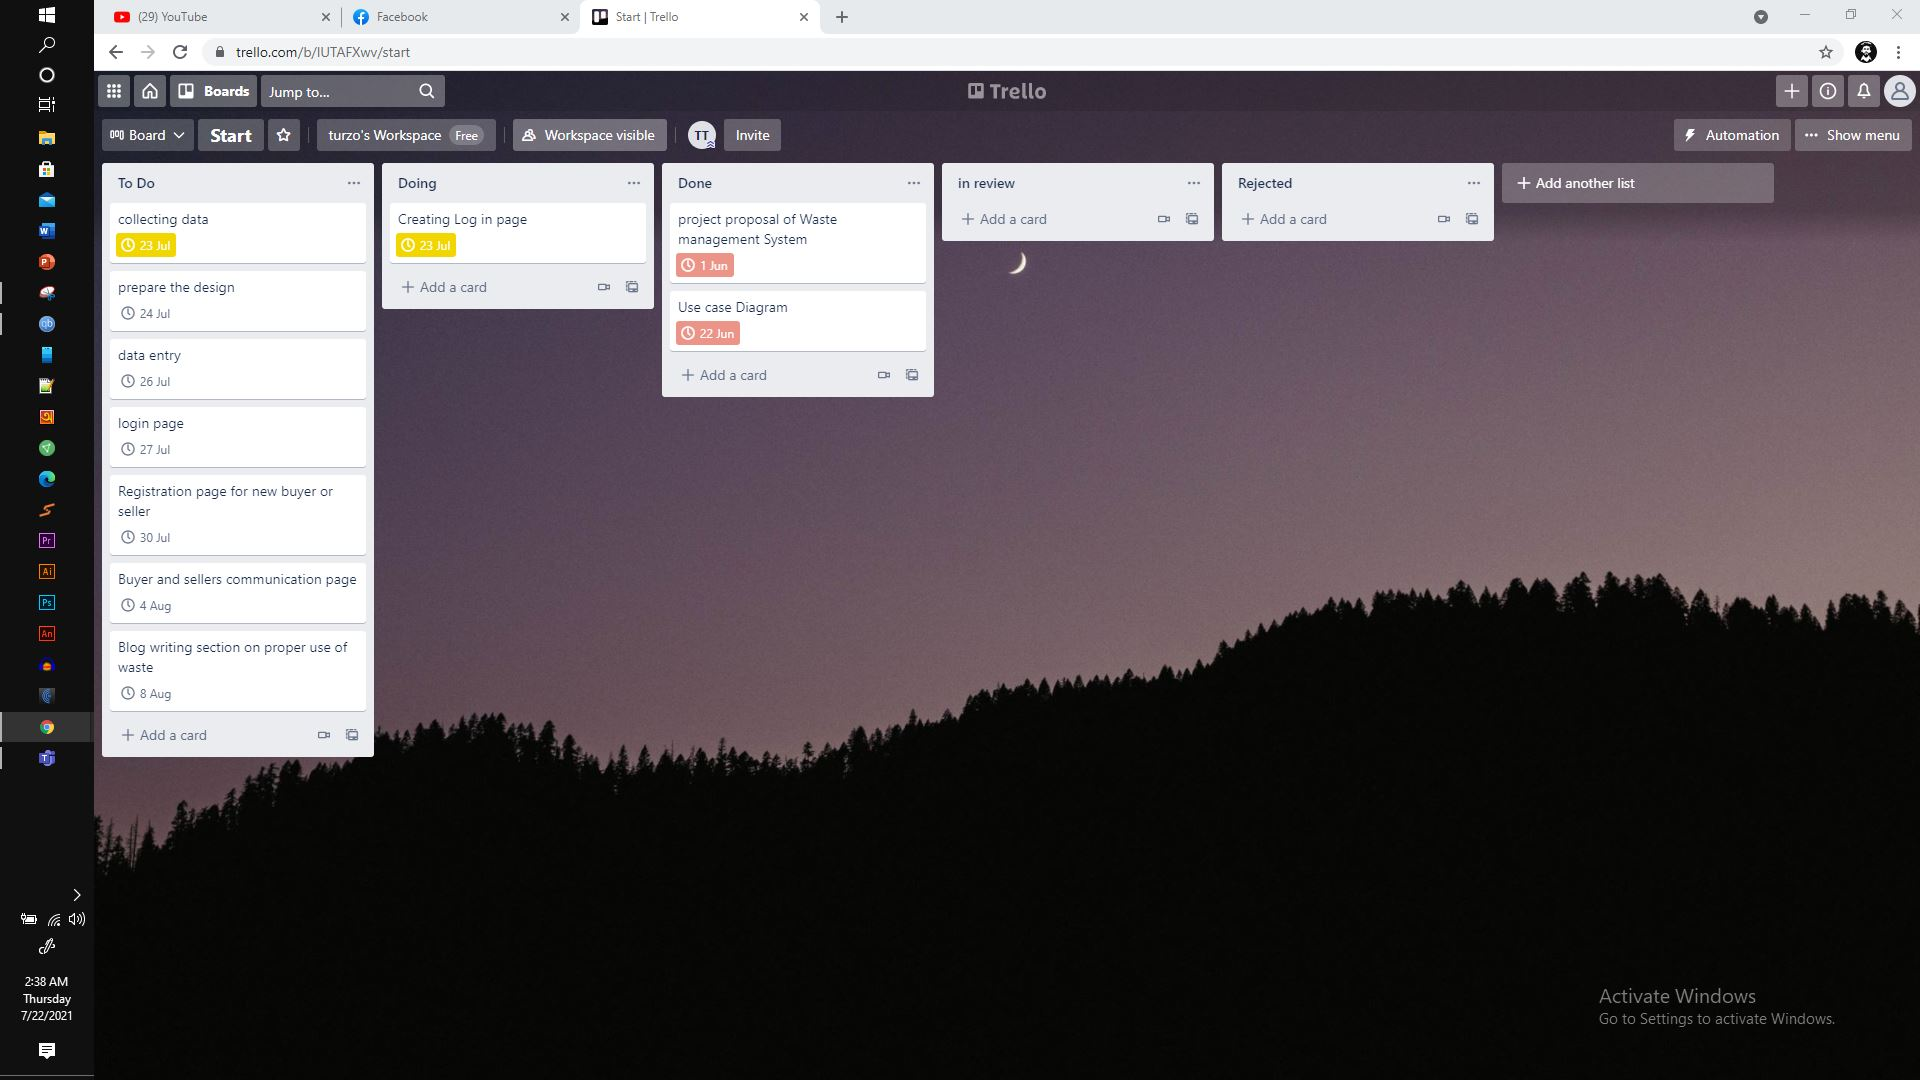 (29) YouTube
Facebook
Start | Trello
trello.com/b/IUTAFXwv/start
Boards
Jump to...
Trello
Board
Start
turzo's Workspace
Free
Workspace visible
TT
Invite
Automation
Show menu
To Do
collecting data
23 Jul
prepare the design
24 Jul
data entry
26 Jul
login page
27 Jul
Registration page for new buyer or
seller
30 Jul
Buyer and sellers communication page
4 Aug
Blog writing section on proper use of
waste
8 Aug
Add a card
Doing
Creating Log in page
23 Jul
Add a card
Done
project proposal of Waste
management System
1 Jun
Use case Diagram
22 Jun
Add a card
in review
Add a card
Rejected
Add a card
Add another list
Pr
Ai
Ps
An
2:38 AM
Thursday
7/22/2021
Activate Windows
Go to Settings to activate Windows.